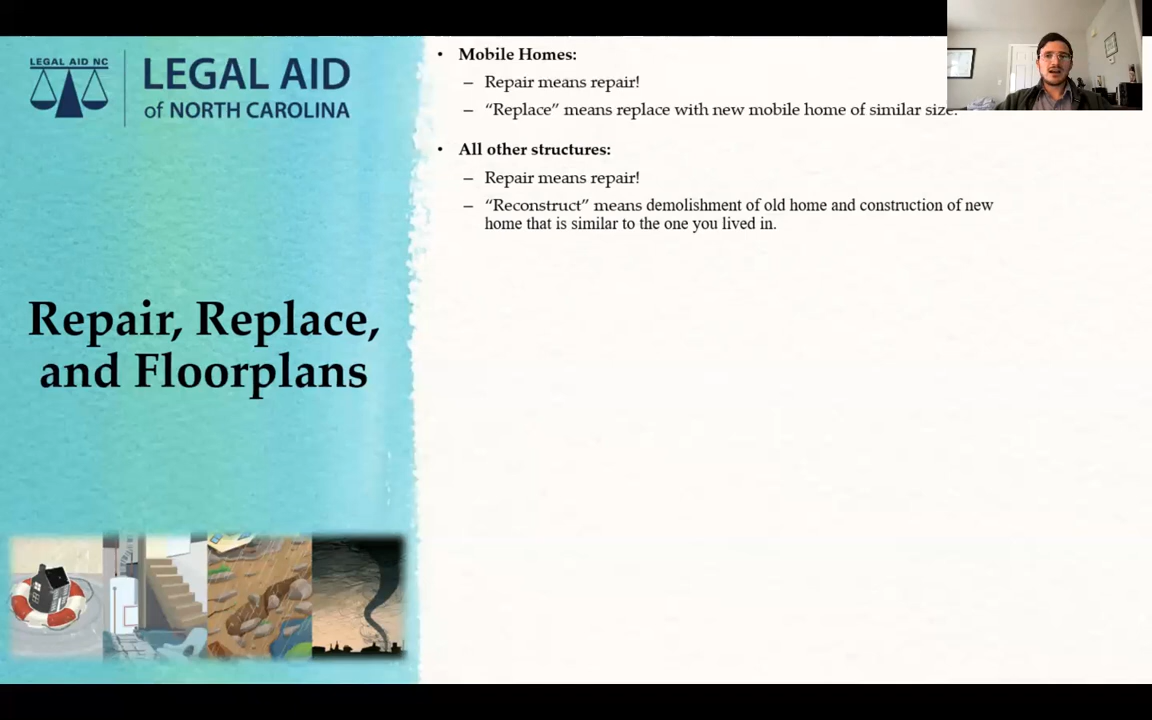 LEGAL AID NC
LEGAL AID
of NORTH CAROLINA
Repair, Replace,
and Floorplans
• Mobile Homes:
– Repair means repair!
– “Replace” means replace with new mobile home of similar size.
• All other structures:
– Repair means repair!
– “Reconstruct” means demolishment of old home and construction of new
home that is similar to the one you lived in.